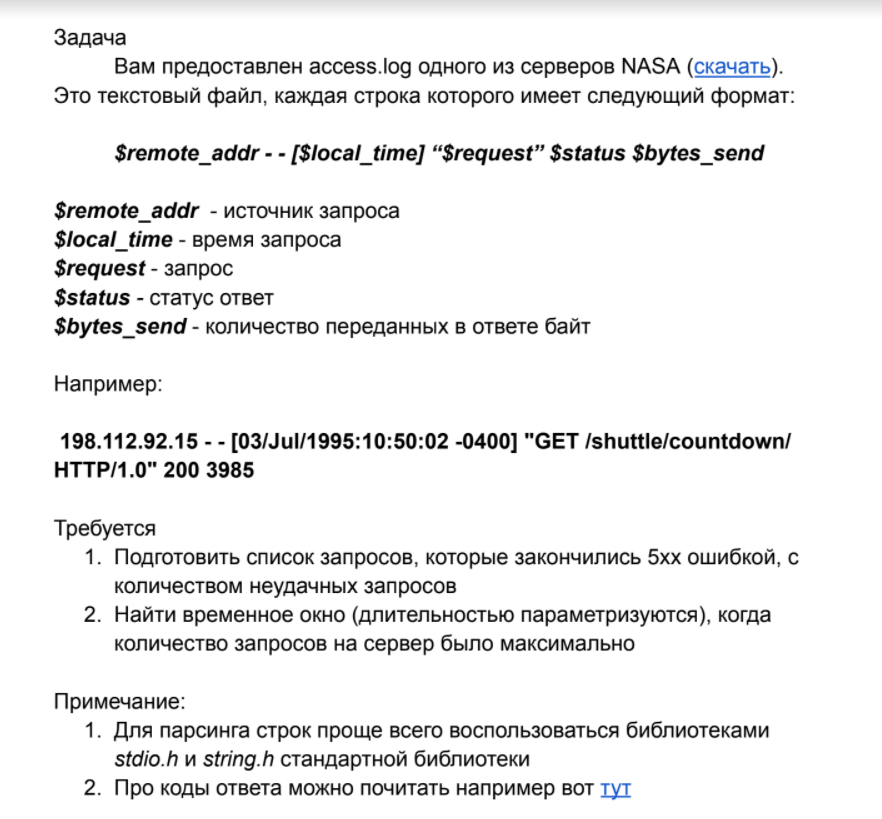 Задача
Вам предоставлен access.log одного из серверов NASA (скачать).
Это текстовый файл, каждая строка которого имеет следующий формат:
$remote_addr - - [$local_time] “$request” $status $bytes_send
$remote_addr - источник запроса
$local_time - время запроса
$request - запрос
$status - статус ответ
$bytes_send - количество переданных в ответе байт
Например:
198.112.92.15 - - [03/Jul/1995:10:50:02 -0400] "GET /shuttle/countdown/
HTTP/1.0" 200 3985
Требуется
1. Подготовить список запросов, которые закончились 5xx ошибкой, с
количеством неудачных запросов
2. Найти временное окно (длительностью параметризуются), когда
количество запросов на сервер было максимально
Примечание:
1. Для парсинга строк проще всего воспользоваться библиотеками
stdio.h и string.h стандартной библиотеки
2. Про коды ответа можно почитать например вот тут